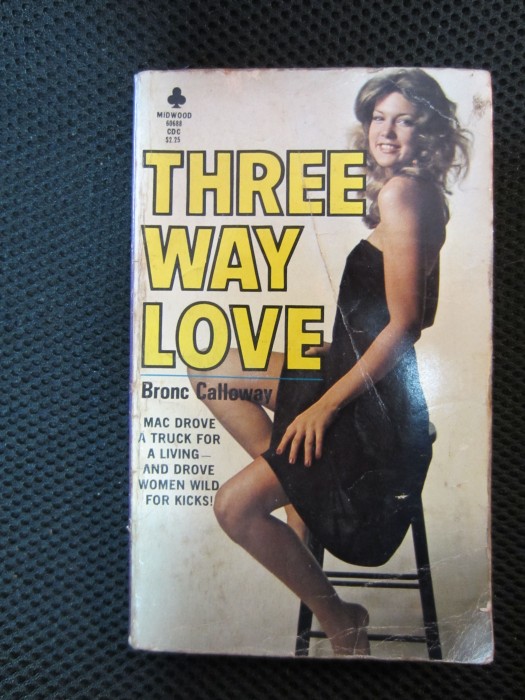 MIDWOOD
60688
CDC
$2.25
THREE
WAY
LOVE
Bronc Calloway
MAC DROVE
A TRUCK FOR
A LIVING—
AND DROVE
WOMEN WILD
FOR KICKS!